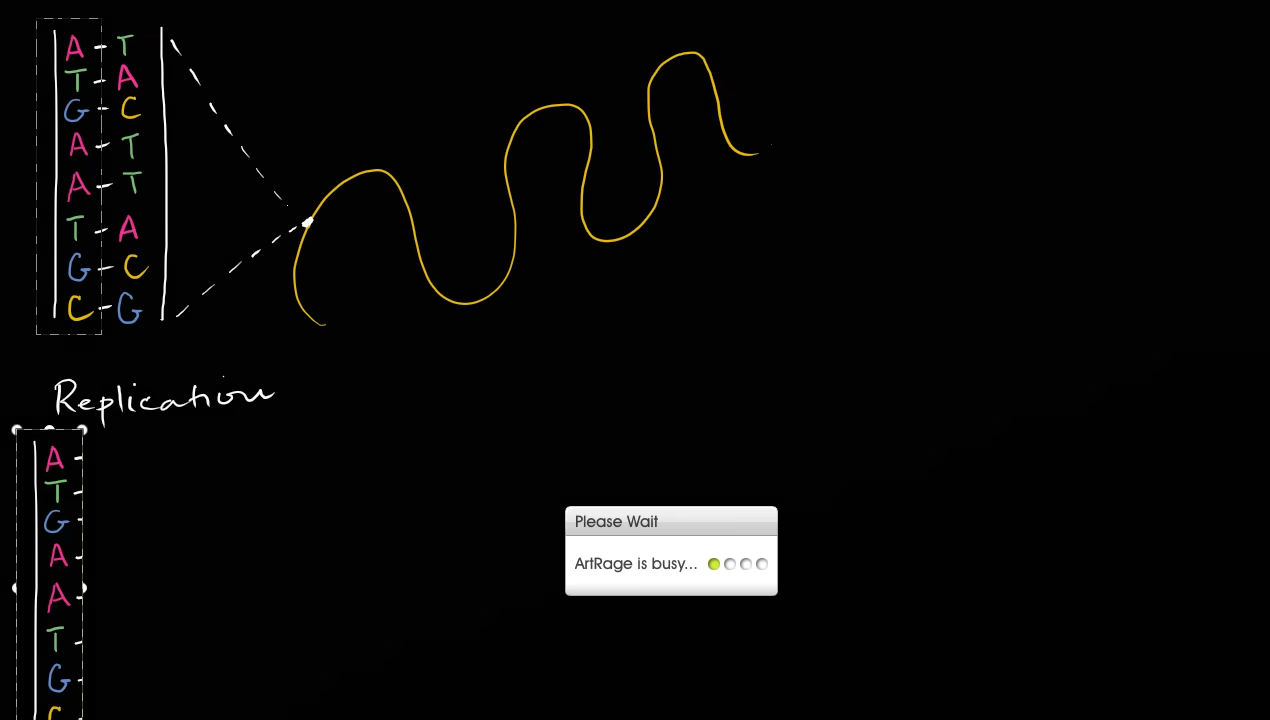 A - T
T - A
G - C
A - T
A - T
T - A
G - C
C - G
Replication
A -
T -
G -
A -
A -
T -
G -
C
Please Wait
ArtRage is busy...